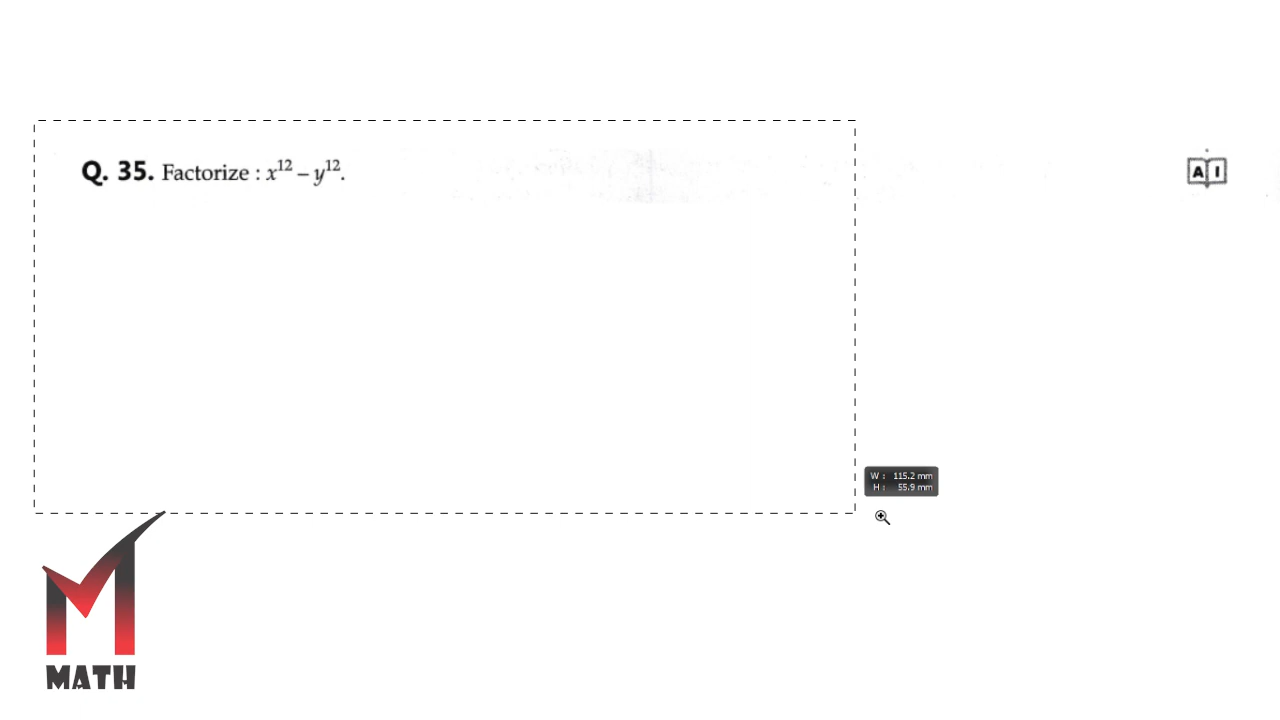 Q. 35. Factorize : x¹² – y¹².
A I
W : 115.2 mm
H : 55.9 mm
MATH